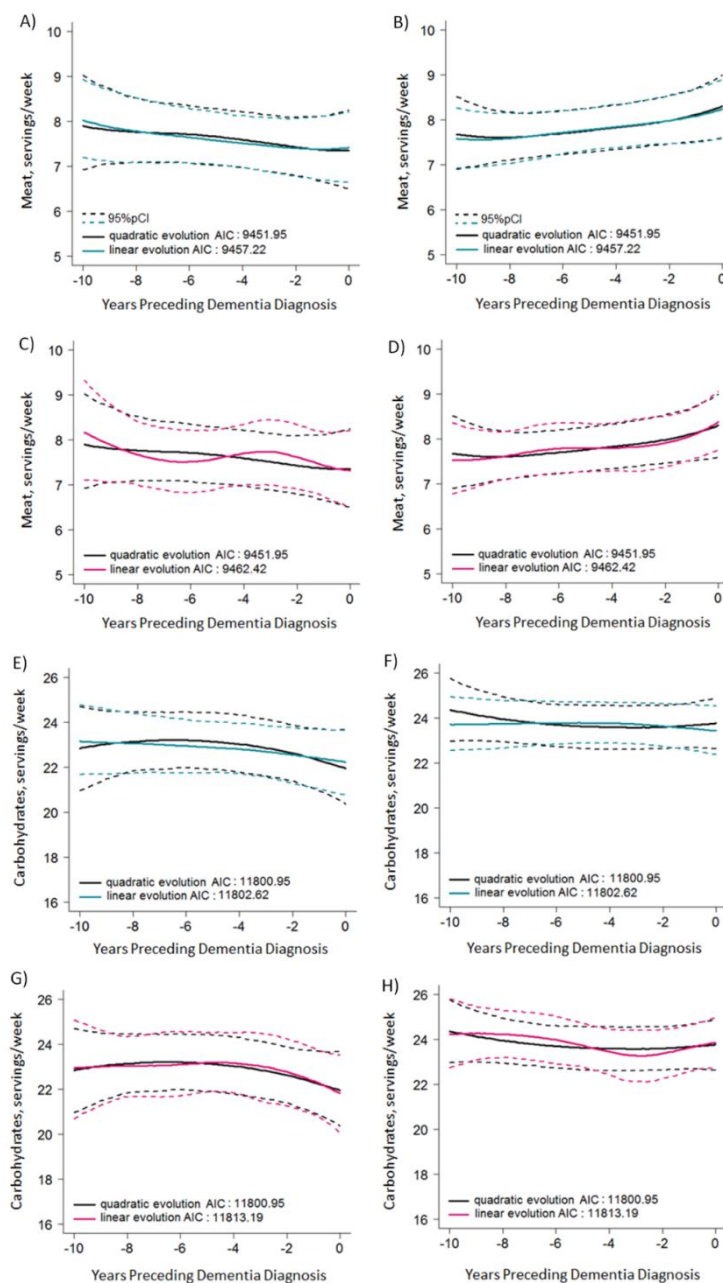 A)
10
9
8
7
6
5
Meat, servings/week
95%pCI
quadratic evolution AIC : 9451.95
linear evolution AIC : 9457.22
-10 -8 -6 -4 -2 0
Years Preceding Dementia Diagnosis
B)
10
9
8
7
6
5
Meat, servings/week
95%pCI
quadratic evolution AIC : 9451.95
linear evolution AIC : 9457.22
-10 -8 -6 -4 -2 0
Years Preceding Dementia Diagnosis
C)
10
9
8
7
6
5
Meat, servings/week
quadratic evolution AIC : 9451.95
linear evolution AIC : 9462.42
-10 -8 -6 -4 -2 0
Years Preceding Dementia Diagnosis
D)
10
9
8
7
6
5
Meat, servings/week
quadratic evolution AIC : 9451.95
linear evolution AIC : 9462.42
-10 -8 -6 -4 -2 0
Years Preceding Dementia Diagnosis
E)
26
24
22
20
18
16
Carbohydrates, servings/week
quadratic evolution AIC : 11800.95
linear evolution AIC : 11802.62
-10 -8 -6 -4 -2 0
Years Preceding Dementia Diagnosis
F)
26
24
22
20
18
16
Carbohydrates, servings/week
quadratic evolution AIC : 11800.95
linear evolution AIC : 11802.62
-10 -8 -6 -4 -2 0
Years Preceding Dementia Diagnosis
G)
26
24
22
20
18
16
Carbohydrates, servings/week
quadratic evolution AIC : 11800.95
linear evolution AIC : 11813.19
-10 -8 -6 -4 -2 0
Years Preceding Dementia Diagnosis
H)
26
24
22
20
18
16
Carbohydrates, servings/week
quadratic evolution AIC : 11800.95
linear evolution AIC : 11813.19
-10 -8 -6 -4 -2 0
Years Preceding Dementia Diagnosis